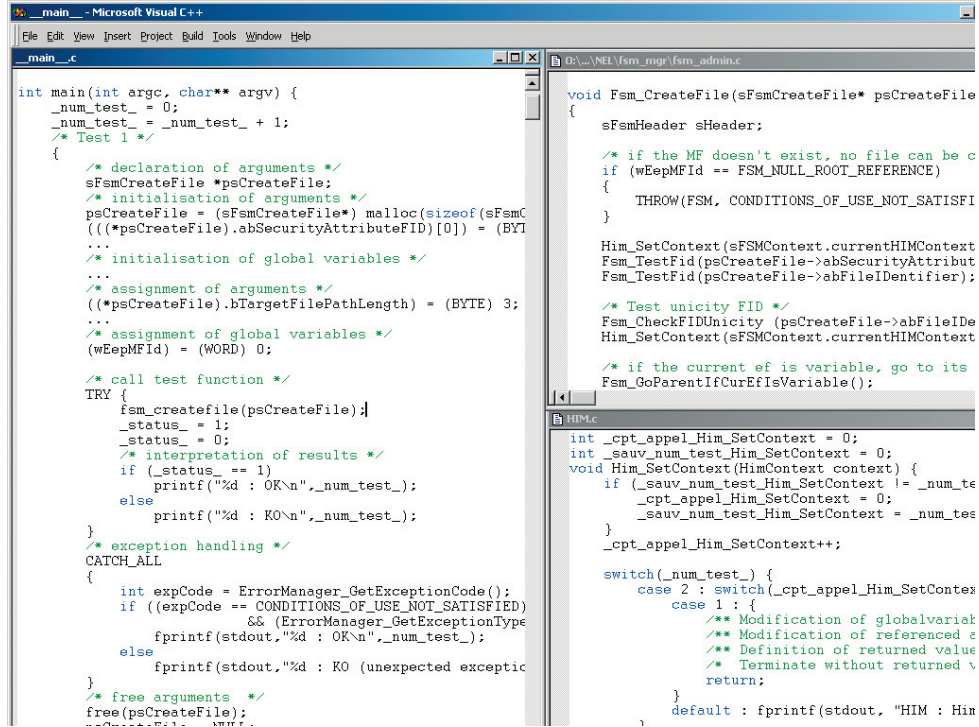 __main__ - Microsoft Visual C++
File Edit View Insert Project Build Tools Window Help
__main__.c
int main(int argc, char** argv) {
_num_test_ = 0;
_num_test_ = _num_test_ + 1;
/* Test 1 */
{
/* declaration of arguments */
sFsmCreateFile *psCreateFile;
/* initialisation of arguments */
psCreateFile = (sFsmCreateFile*) malloc(sizeof(sFsmC
(((*psCreateFile).abSecurityAttributeFID)[0]) = (BYT
...
/* initialisation of global variables */
...
/* assignment of arguments */
((*psCreateFile).bTargetFilePathLength) = (BYTE) 3;
...
/* assignment of global variables */
(wEepMFId) = (WORD) 0;
/* call test function */
TRY {
fsm_createfile(psCreateFile);
_status_ = 1;
_status_ = 0;
/* interpretation of results */
if (_status_ == 1)
printf("%d : OK\n",_num_test_);
else
printf("%d : KO\n",_num_test_);
}
/* exception handling */
CATCH_ALL
{
int expCode = ErrorManager_GetExceptionCode();
if ((expCode == CONDITIONS_OF_USE_NOT_SATISFIED)
&& (ErrorManager_GetExceptionType
fprintf(stdout,"%d : OK\n",_num_test_);
else
fprintf(stdout,"%d : KO (unexpected exceptio
}
/* free arguments */
free(psCreateFile);
psCreateFile = NULL;
O:\...\NEL\fsm_mgr\fsm_admin.c
void Fsm_CreateFile(sFsmCreateFile* psCreateFile
{
sFsmHeader sHeader;
/* if the MF doesn't exist, no file can be c
if (wEepMFId == FSM_NULL_ROOT_REFERENCE)
{
THROW(FSM, CONDITIONS_OF_USE_NOT_SATISFI
}
Him_SetContext(sFSMContext.currentHIMContext
Fsm_TestFid(psCreateFile->abSecurityAttribut
Fsm_TestFid(psCreateFile->abFileIDentifier);
/* Test unicity FID */
Fsm_CheckFIDUnicity (psCreateFile->abFileIDe
Him_SetContext(sFSMContext.currentHIMContext
/* if the current ef is variable, go to its
Fsm_GoParentIfCurEfIsVariable();
HIM.c
int _cpt_appel_Him_SetContext = 0;
int _sauv_num_test_Him_SetContext = 0;
void Him_SetContext(HimContext context) {
if (_sauv_num_test_Him_SetContext != _num_te
_cpt_appel_Him_SetContext = 0;
_sauv_num_test_Him_SetContext = _num_tes
}
_cpt_appel_Him_SetContext++;
switch(_num_test_) {
case 2 : switch(_cpt_appel_Him_SetContex
case 1 : {
/** Modification of globalvariab
/** Modification of referenced a
/** Definition of returned value
/* Terminate without returned v
return;
}
default : fprintf(stdout, "HIM : Him
}